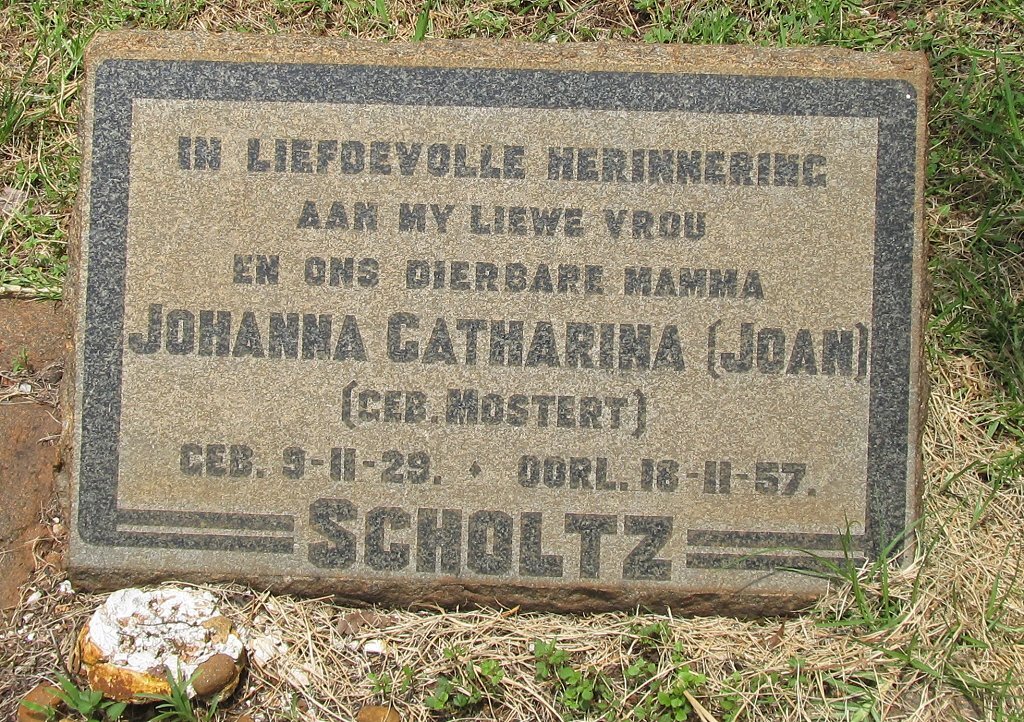 IN LIEFDEVOLLE HERINNERING
AAN MY LIEWE VROU
EN ONS DIERBARE MAMMA
JOHANNA CATHARINA (JOAN)
(GEB. MOSTERT)
GEB. 9-11-29. ♦ OORL. 18-11-57.
SCHOLTZ